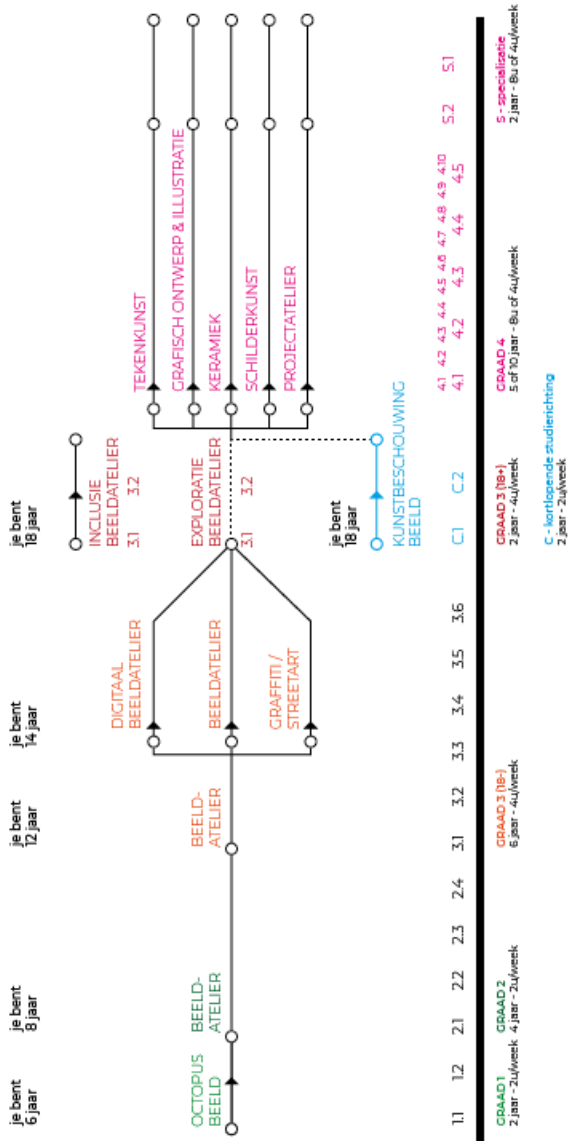 je bent
6 jaar
je bent
8 jaar
je bent
12 jaar
je bent
14 jaar
je bent
18 jaar
OCTOPUS
BEELD
BEELD-
ATELIER
BEELD-
ATELIER
DIGITAAL
BEELDATELIER
BEELDATELIER
GRAFFITI /
STREETART
INCLUSIE
BEELDATELIER
3.1 3.2
EXPLORATIE
BEELDATELIER
3.1 3.2
je bent
18 jaar
KUNSTBESCHOUWING
BEELD
TEKENKUNST
GRAFISCH ONTWERP & ILLUSTRATIE
KERAMIEK
SCHILDERKUNST
PROJECTATELIER
4.1 4.2 4.3 4.4 4.5 4.6 4.7 4.8 4.9 4.10
1.1 1.2 2.1 2.2 2.3 2.4 3.1 3.2 3.3 3.4 3.5 3.6 C.1 C.2 4.1 4.2 4.3 4.4 4.5 S.2 S.1
GRAAD 1
2 jaar - 2u/week
GRAAD 2
4 jaar - 2u/week
GRAAD 3 (18-)
6 jaar - 4u/week
GRAAD 3 (18+)
2 jaar - 4u/week
C - kortlopende studierichting
2 jaar - 2u/week
GRAAD 4
5 of 10 jaar - 8u of 4u/week
S - specialisatie
2 jaar - 8u of 4u/week